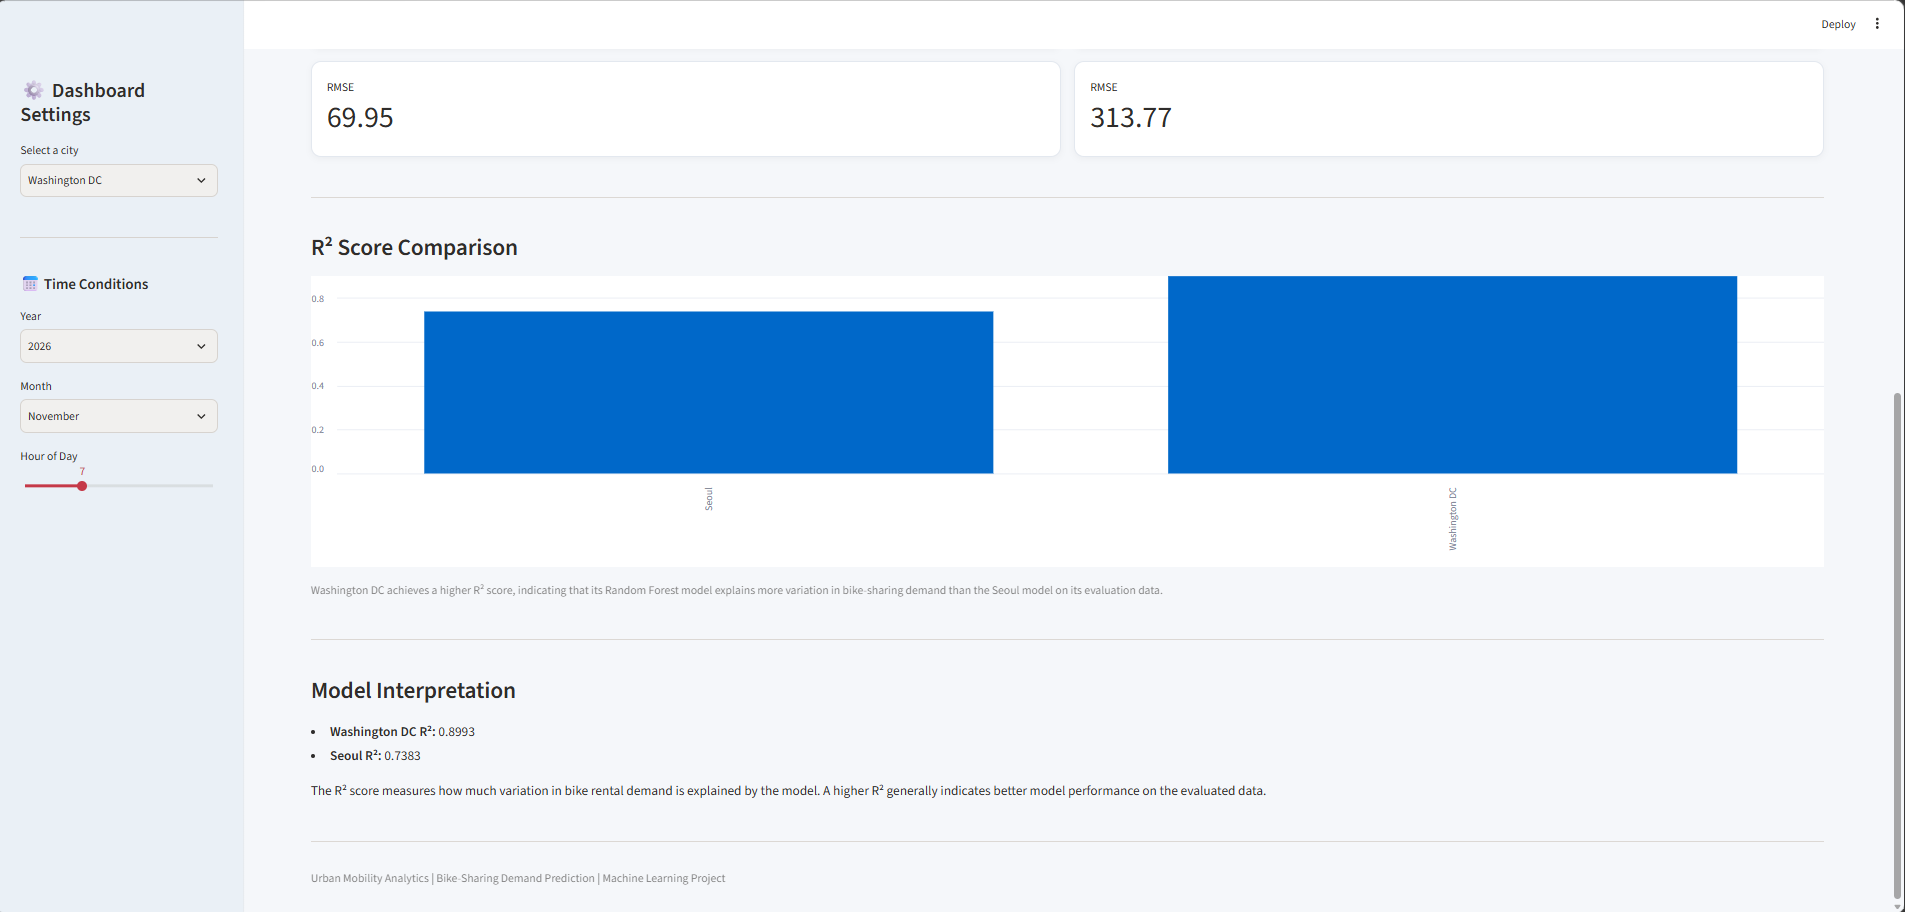 Deploy
Dashboard
Settings
Select a city
Washington DC
Time Conditions
Year
2026
Month
November
Hour of Day
7
RMSE
69.95
RMSE
313.77
R² Score Comparison
0.8
0.6
0.4
0.2
0.0
Seoul
Washington DC
Washington DC achieves a higher R² score, indicating that its Random Forest model explains more variation in bike-sharing demand than the Seoul model on its evaluation data.
Model Interpretation
• Washington DC R²: 0.8993
• Seoul R²: 0.7383
The R² score measures how much variation in bike rental demand is explained by the model. A higher R² generally indicates better model performance on the evaluated data.
Urban Mobility Analytics | Bike-Sharing Demand Prediction | Machine Learning Project